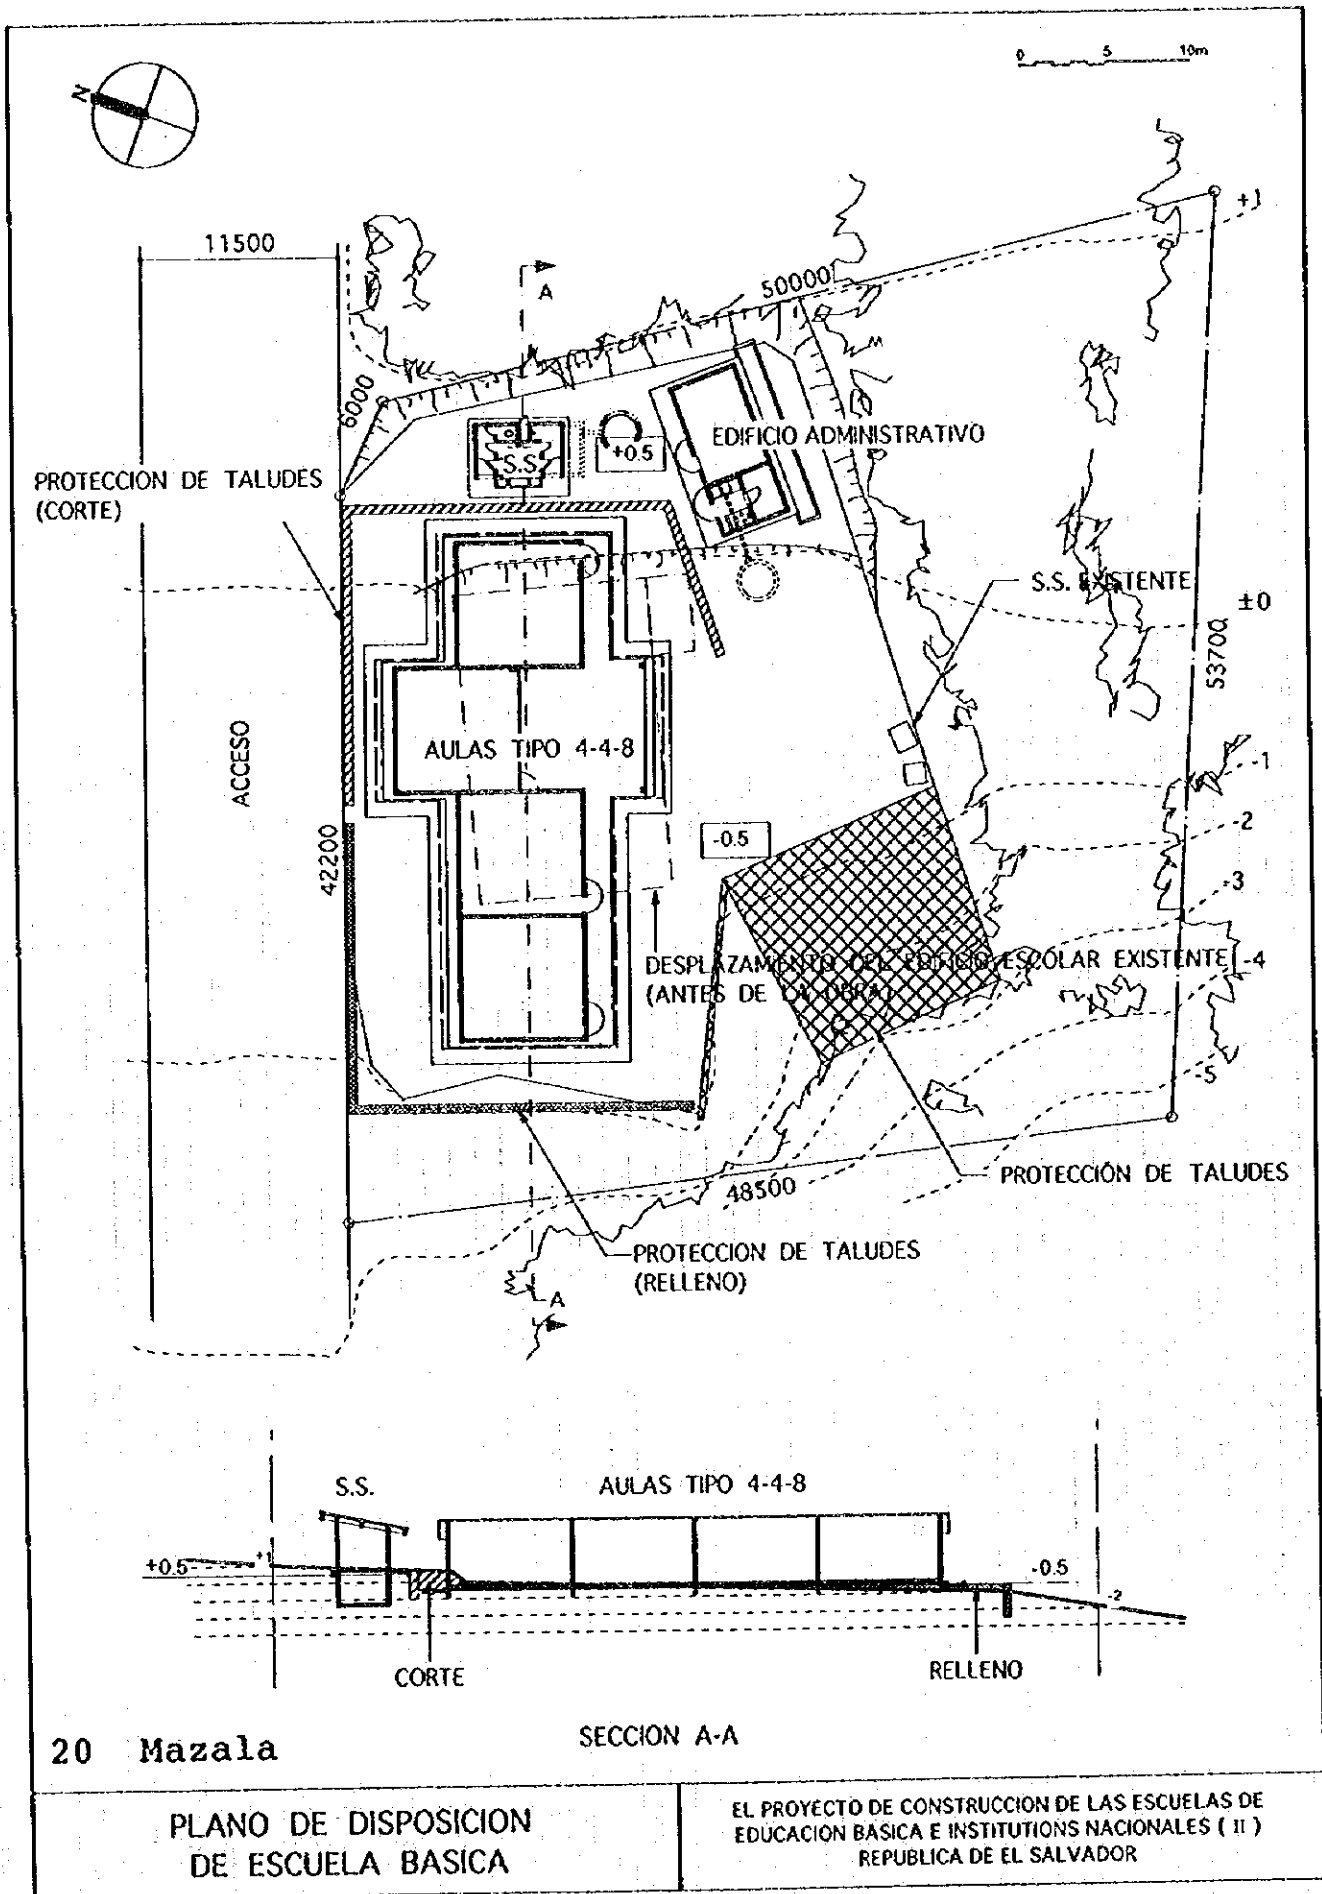 0 5 10m
N
+1
11500
A
50000
6000
EDIFICIO ADMINISTRATIVO
+0.5
S.S.
PROTECCION DE TALUDES
(CORTE)
S.S. EXISTENTE
±0
53700
ACCESO
AULAS TIPO 4-4-8
-1
-2
42200
-0.5
-3
DESPLAZAMIENTO DEL EDIFICIO ESCOLAR EXISTENTE
(ANTES DE LA OBRA)
-4
-5
PROTECCIÓN DE TALUDES
48500
PROTECCION DE TALUDES
(RELLENO)
A
S.S.
AULAS TIPO 4-4-8
+0.5
+1
-0.5
-2
CORTE
RELLENO
SECCION A-A
20 Mazala
PLANO DE DISPOSICION
DE ESCUELA BASICA
EL PROYECTO DE CONSTRUCCION DE LAS ESCUELAS DE
EDUCACION BASICA E INSTITUTIONS NACIONALES ( II )
REPUBLICA DE EL SALVADOR